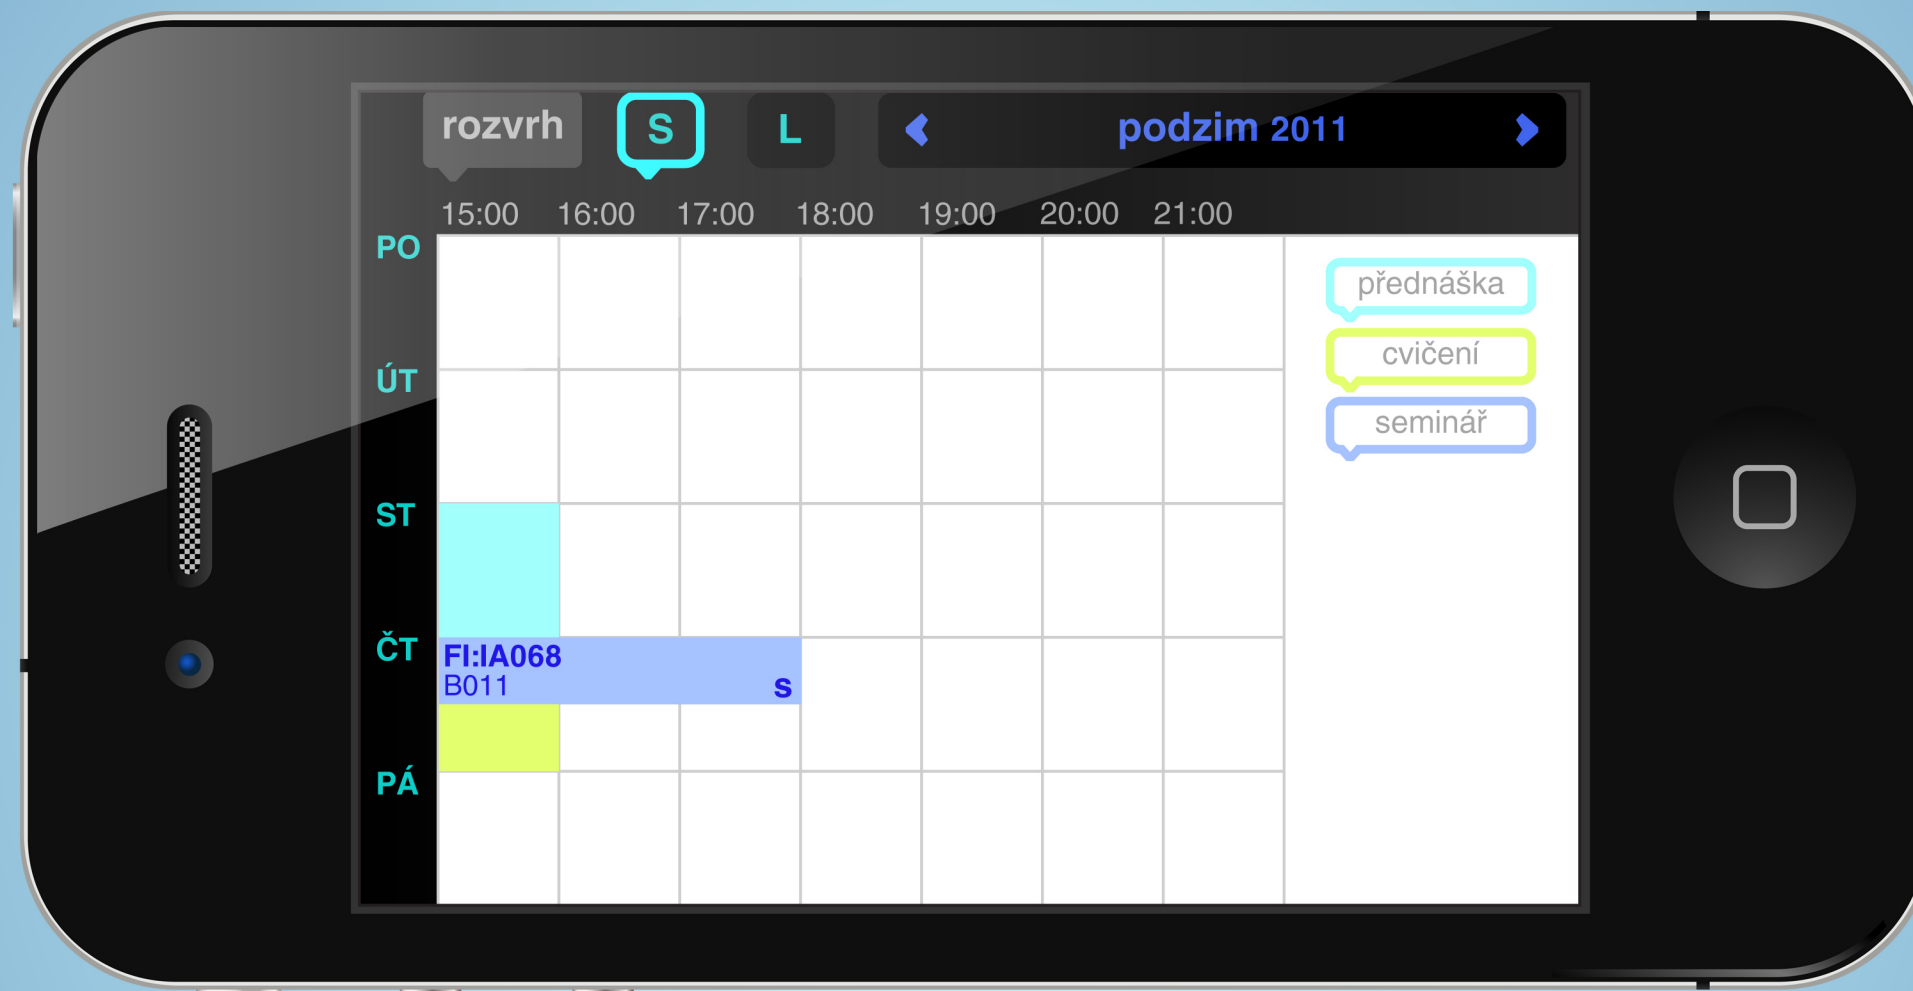 rozvrh S L podzim 2011
15:00 16:00 17:00 18:00 19:00 20:00 21:00
PO
přednáška
cvičení
ÚT
seminář
ST
ČT
FI:IA068
B011 s
PÁ